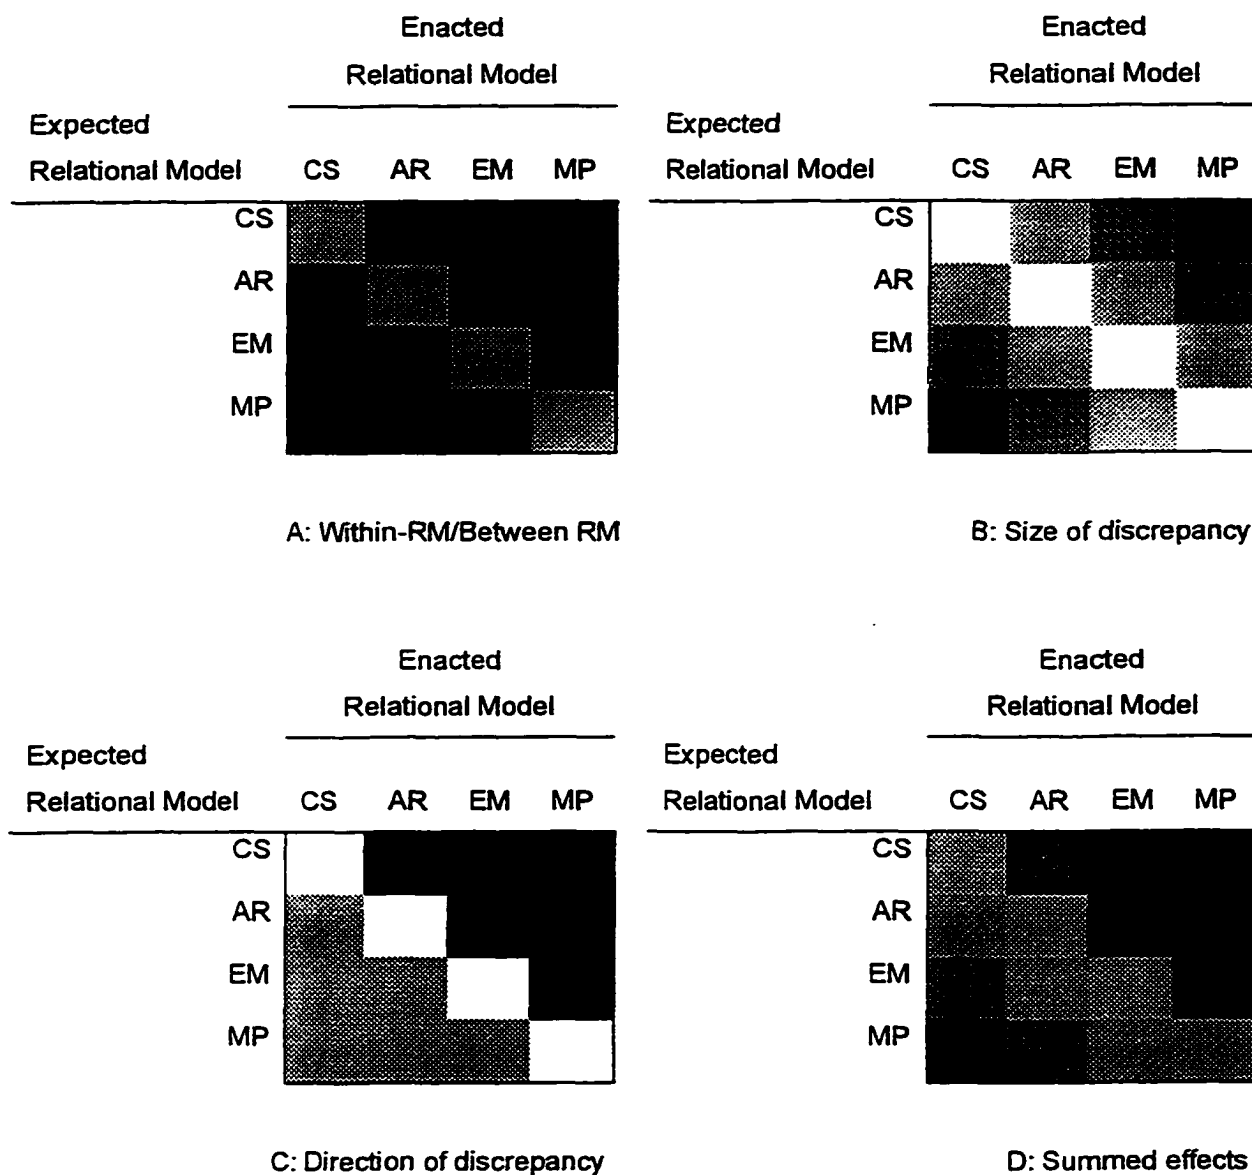 Enacted
Relational Model
Expected
Relational Model CS AR EM MP
CS
AR
EM
MP
A: Within-RM/Between RM
Enacted
Relational Model
Expected
Relational Model CS AR EM MP
CS
AR
EM
MP
B: Size of discrepancy
Enacted
Relational Model
Expected
Relational Model CS AR EM MP
CS
AR
EM
MP
C: Direction of discrepancy
Enacted
Relational Model
Expected
Relational Model CS AR EM MP
CS
AR
EM
MP
D: Summed effects